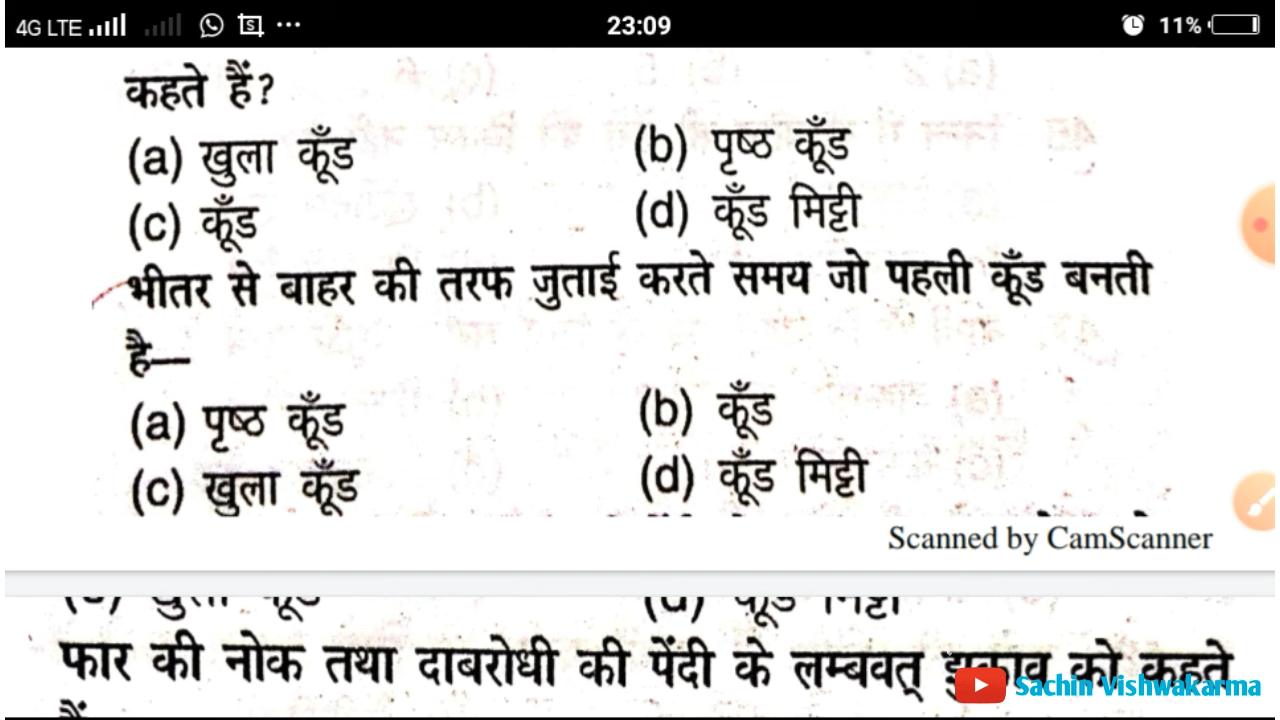 4G LTE 23:09 11%
कहते हैं?
(a) खुला कूँड (b) पृष्ठ कूँड
(c) कूँड (d) कूँड मिट्टी
भीतर से बाहर की तरफ जुताई करते समय जो पहली कूँड बनती
है—
(a) पृष्ठ कूँड (b) कूँड
(c) खुला कूँड (d) कूँड मिट्टी
Scanned by CamScanner
फार की नोक तथा दाबरोधी की पेंदी के लम्बवत् झुकाव को कहते
Sachin Vishwakarma